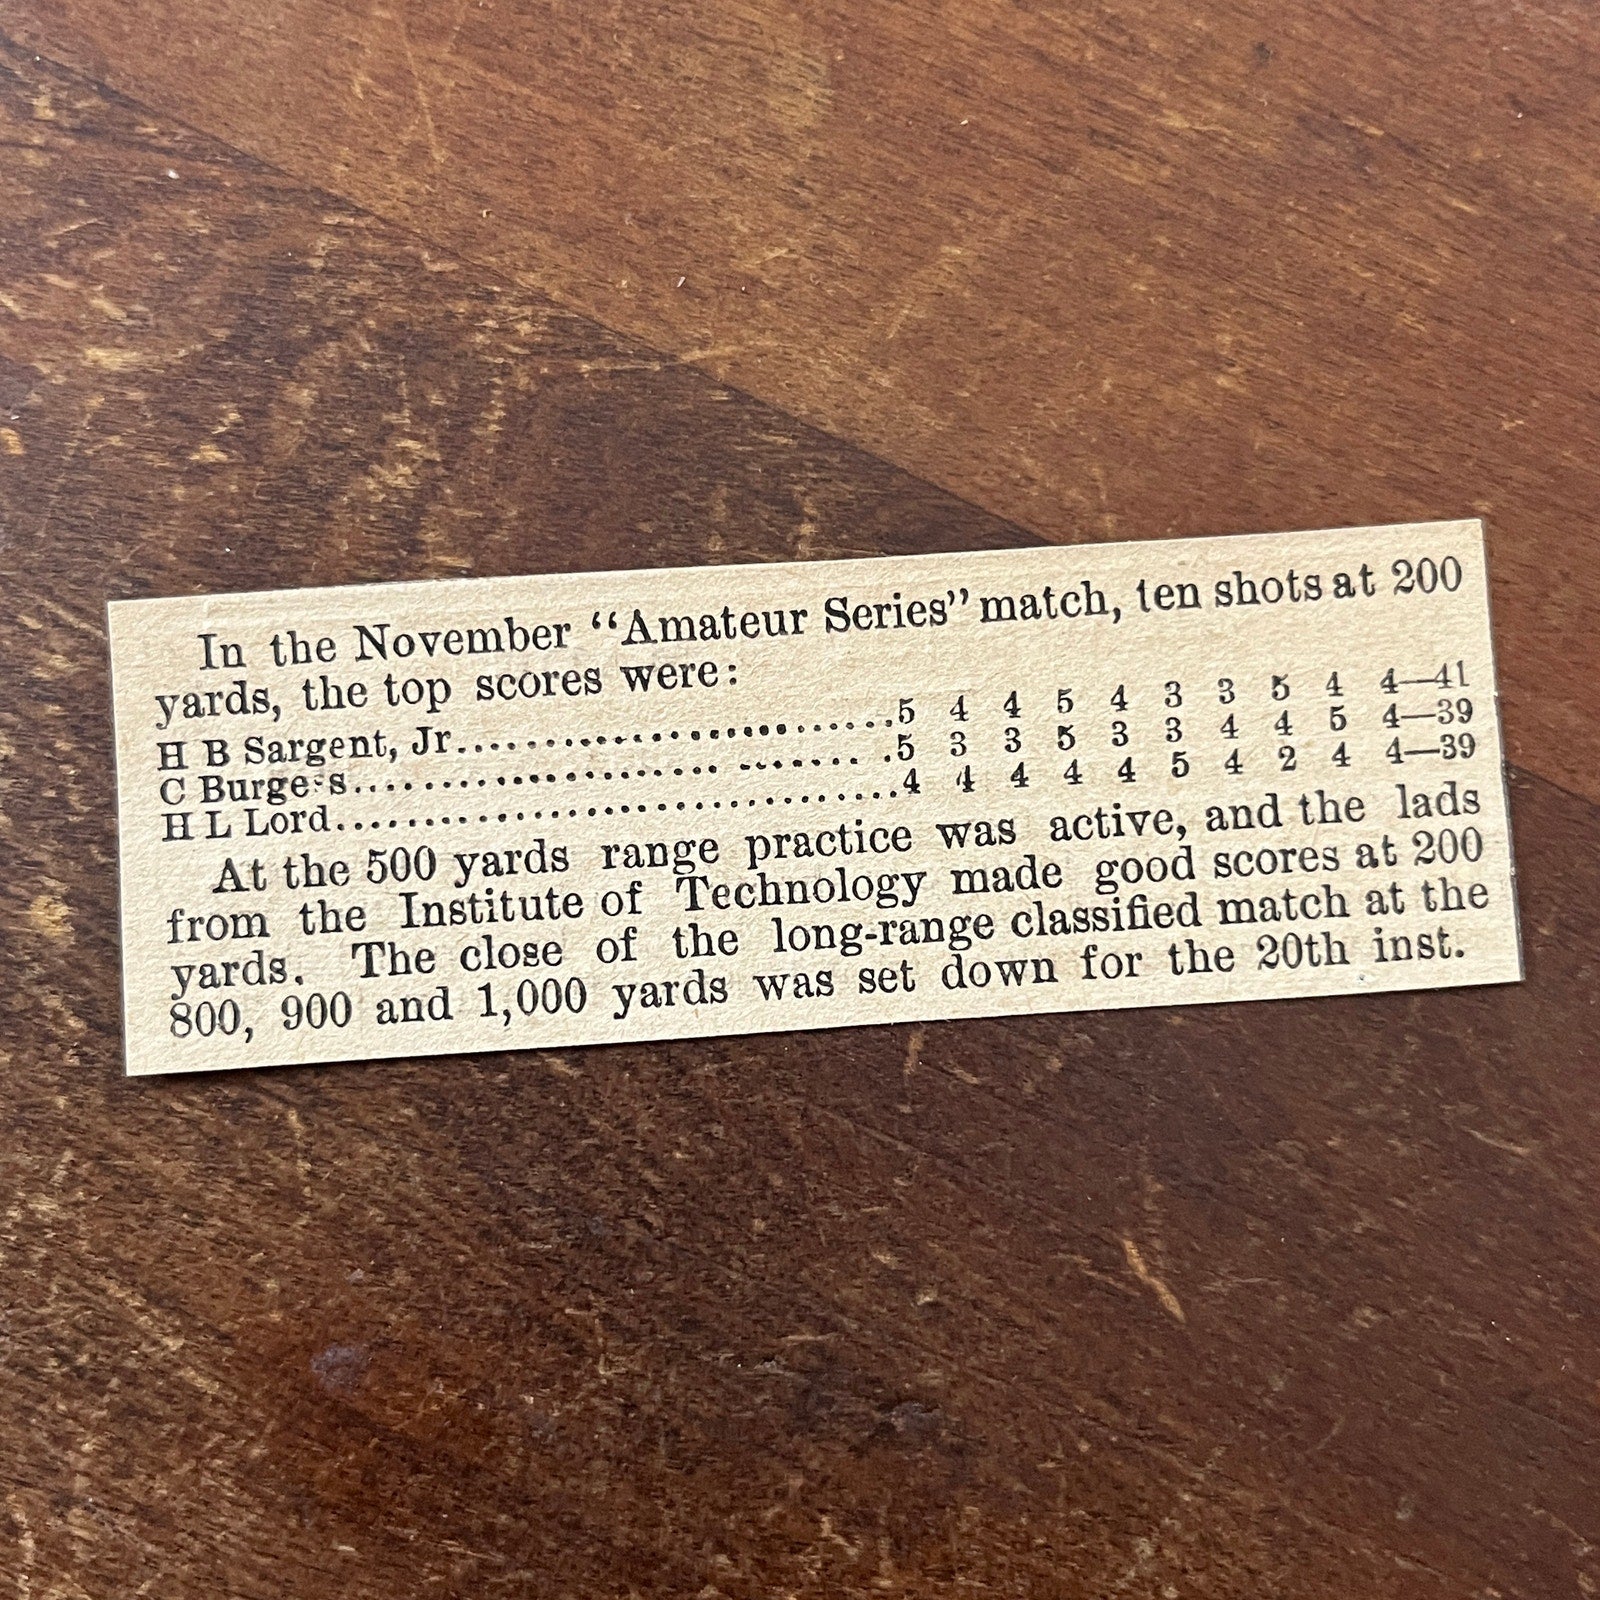 In the November “Amateur Series” match, ten shots at 200
yards, the top scores were:
H B Sargent, Jr..............................5 4 4 5 4 3 3 5 4 4—41
C Burgess....................................5 3 3 5 3 3 4 4 5 4—39
H L Lord.....................................4 4 4 4 4 5 4 2 4 4—39
At the 500 yards range practice was active, and the lads
from the Institute of Technology made good scores at 200
yards. The close of the long-range classified match at the
800, 900 and 1,000 yards was set down for the 20th inst.